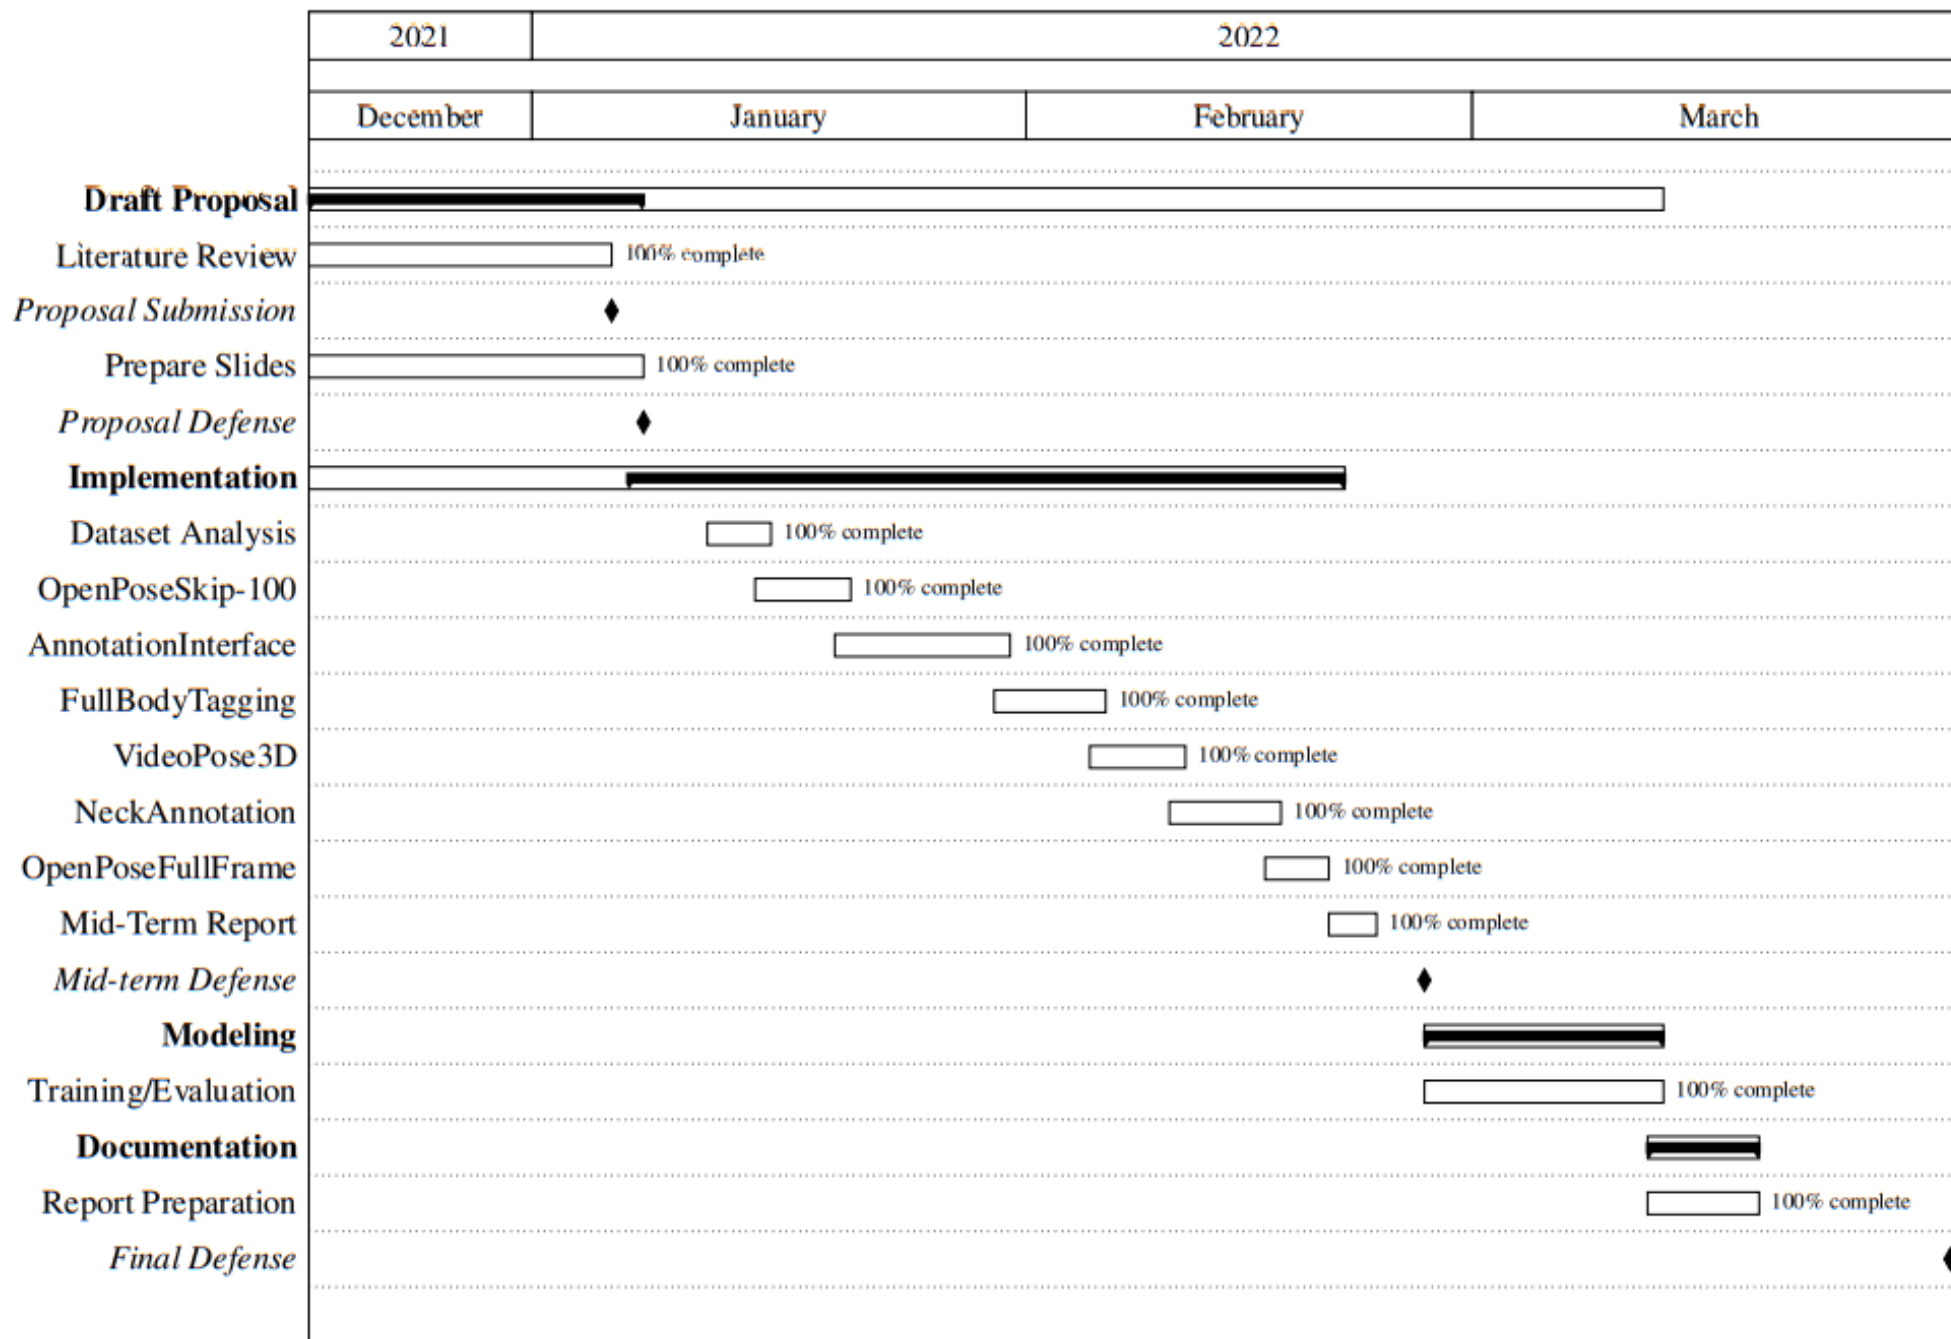 2021 2022
December January February March
Draft Proposal
Literature Review 100% complete
Proposal Submission
Prepare Slides 100% complete
Proposal Defense
Implementation
Dataset Analysis 100% complete
OpenPoseSkip-100 100% complete
AnnotationInterface 100% complete
FullBodyTagging 100% complete
VideoPose3D 100% complete
NeckAnnotation 100% complete
OpenPoseFullFrame 100% complete
Mid-Term Report 100% complete
Mid-term Defense
Modeling
Training/Evaluation 100% complete
Documentation
Report Preparation 100% complete
Final Defense